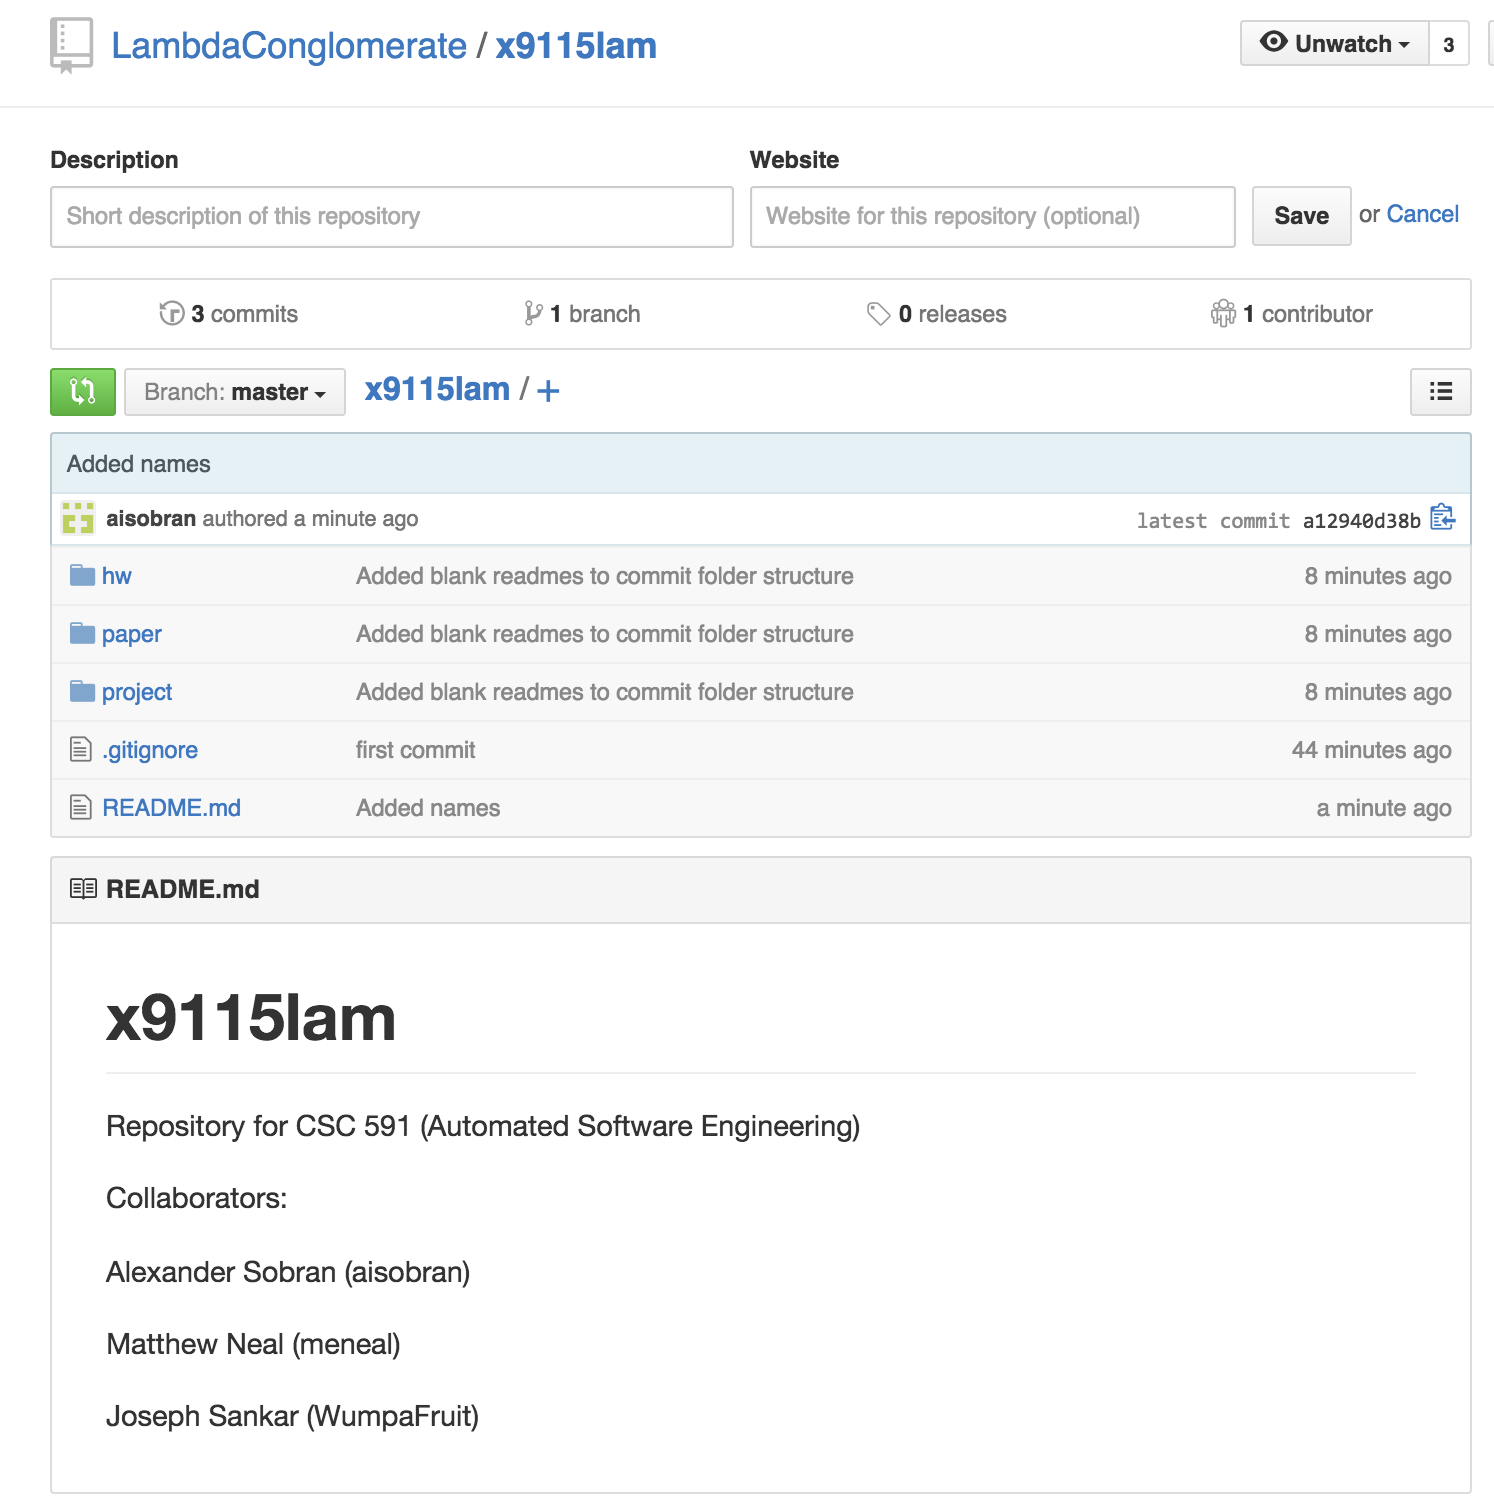 LambdaConglomerate / x9115lam
Unwatch 3
Description Website
Short description of this repository Website for this repository (optional) Save or Cancel
3 commits 1 branch 0 releases 1 contributor
Branch: master x9115lam / +
Added names
aisobran authored a minute ago latest commit a12940d38b
hw Added blank readmes to commit folder structure 8 minutes ago
paper Added blank readmes to commit folder structure 8 minutes ago
project Added blank readmes to commit folder structure 8 minutes ago
.gitignore first commit 44 minutes ago
README.md Added names a minute ago
README.md
x9115lam
Repository for CSC 591 (Automated Software Engineering)
Collaborators:
Alexander Sobran (aisobran)
Matthew Neal (meneal)
Joseph Sankar (WumpaFruit)